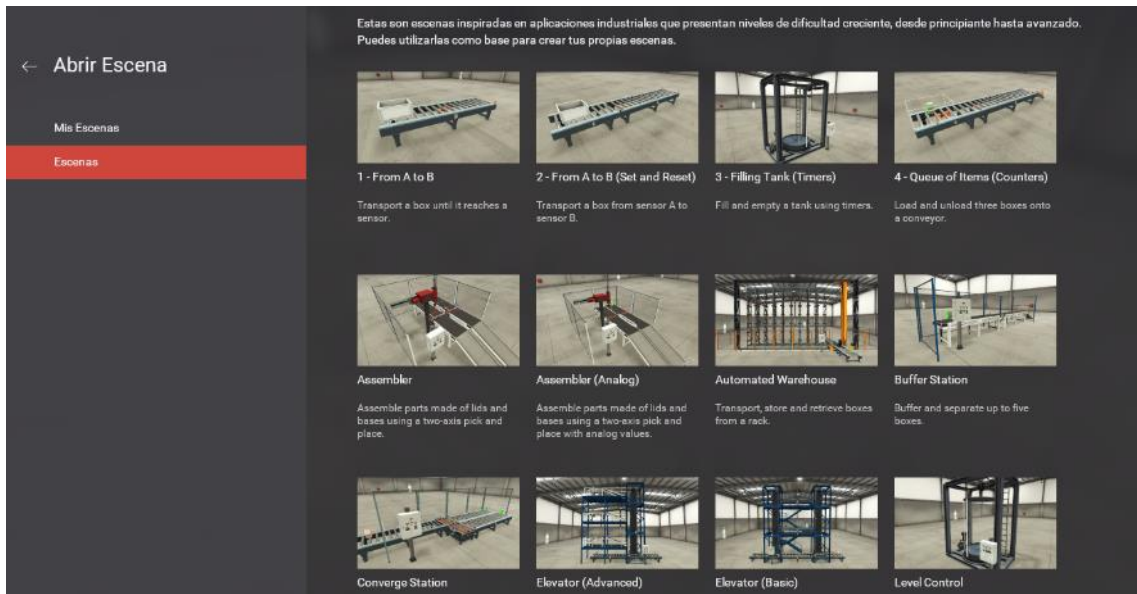 Estas son escenas inspiradas en aplicaciones industriales que presentan niveles de dificultad creciente, desde principiante hasta avanzado.
Puedes utilizarlas como base para crear tus propias escenas.
← Abrir Escena
Mis Escenas
Escenas
1 - From A to B
Transport a box until it reaches a
sensor.
2 - From A to B (Set and Reset)
Transport a box from sensor A to
sensor B.
3 - Filling Tank (Timers)
Fill and empty a tank using timers.
4 - Queue of Items (Counters)
Load and unload three boxes onto
a conveyor.
Assembler
Assemble parts made of lids and
bases using a two-axis pick and
place.
Assembler (Analog)
Assemble parts made of lids and
bases using a two-axis pick and
place with analog values.
Automated Warehouse
Transport, store and retrieve boxes
from a rack.
Buffer Station
Buffer and separate up to five
boxes.
Converge Station
Elevator (Advanced)
Elevator (Basic)
Level Control